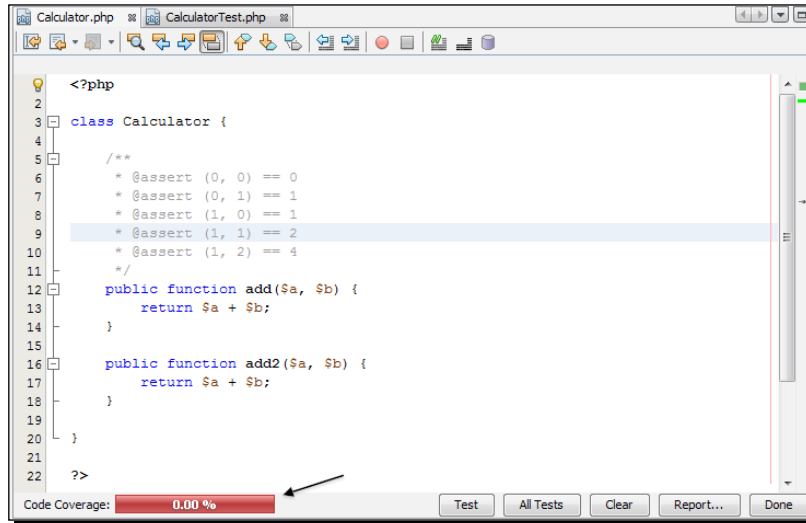 Calculator.php CalculatorTest.php
1 <?php
2
3 class Calculator {
4
5 /**
6 * @assert (0, 0) == 0
7 * @assert (0, 1) == 1
8 * @assert (1, 0) == 1
9 * @assert (1, 1) == 2
10 * @assert (1, 2) == 4
11 */
12 public function add($a, $b) {
13 return $a + $b;
14 }
15
16 public function add2($a, $b) {
17 return $a + $b;
18 }
19
20 }
21
22 ?>
Code Coverage: 0.00 % Test All Tests Clear Report... Done